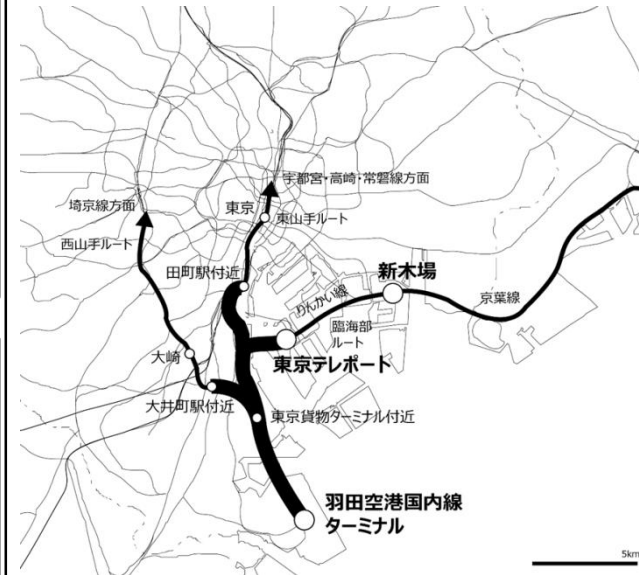 宇都宮・高崎・常磐線方面
埼京線方面
東京
東山手ルート
西山手ルート
田町駅付近
新木場
りんかい線
京葉線
臨海部
ルート
大崎
東京テレポート
大井町駅付近
東京貨物ターミナル付近
羽田空港国内線
ターミナル
5km